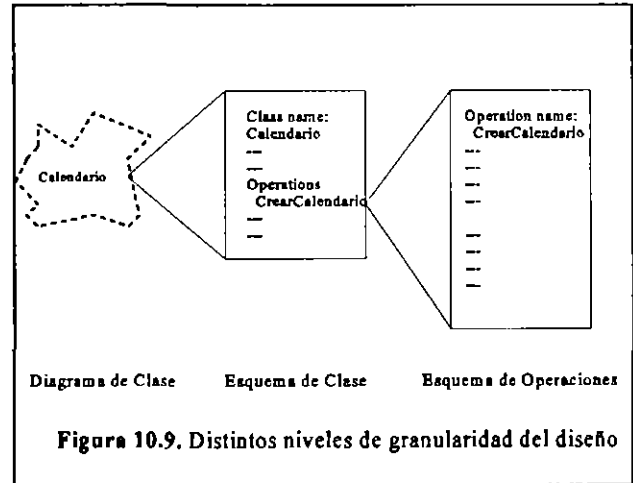 Calendario
Class name:
Calendario
---
---
Operations
CrearCalendario
---
---
Operation name:
CrearCalendario
---
---
---
---
---
---
---
---
Diagrama de Clase
Esquema de Clase
Esquema de Operaciones
Figura 10.9. Distintos niveles de granularidad del diseño